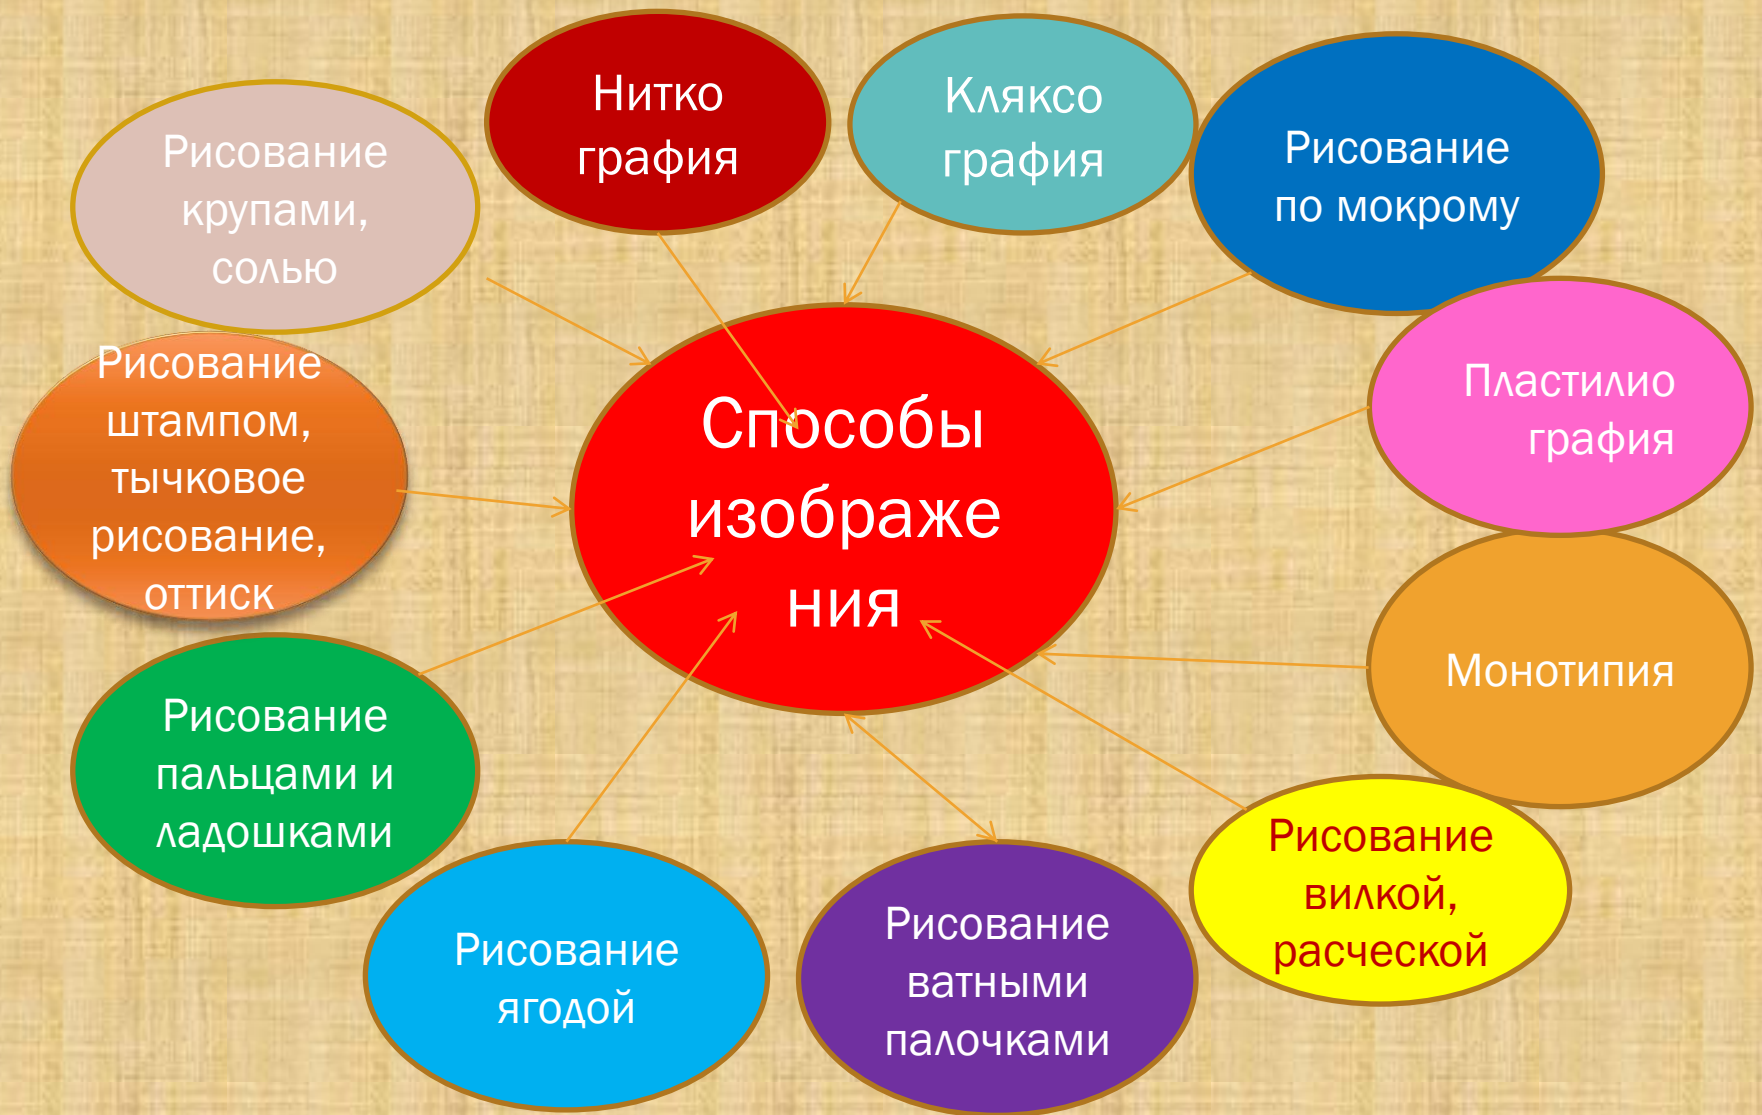 Нитко
графия
Кляксо
графия
Рисование
по мокрому
Рисование
крупами,
солью
Пластилио
графия
Рисование
штампом,
тычковое
рисование,
оттиск
Способы
изображе
ния
Монотипия
Рисование
пальцами и
ладошками
Рисование
вилкой,
расческой
Рисование
ягодой
Рисование
ватными
палочками